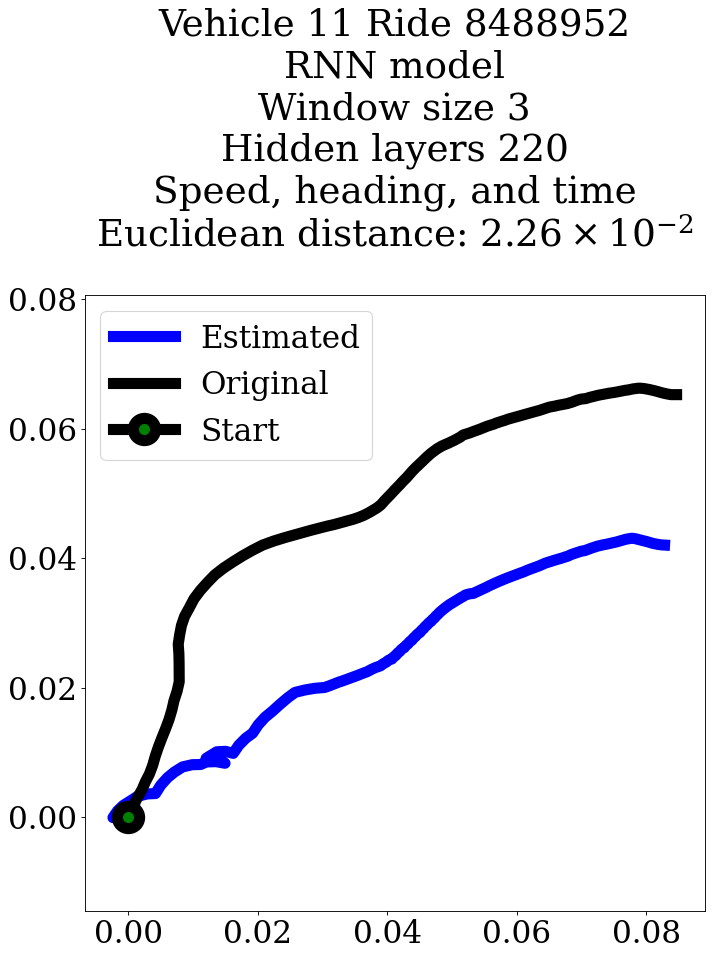 Vehicle 11 Ride 8488952
RNN model
Window size 3
Hidden layers 220
Speed, heading, and time
Euclidean distance: 2.26 × 10⁻²
0.08
0.06
0.04
0.02
0.00
Estimated
Original
Start
0.00 0.02 0.04 0.06 0.08